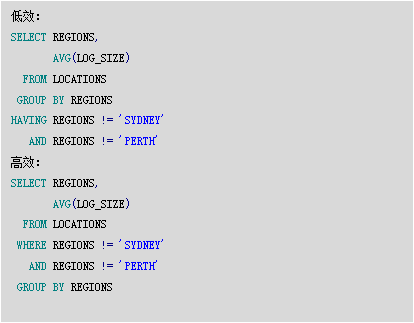 低效:
SELECT REGIONS,
AVG(LOG_SIZE)
FROM LOCATIONS
GROUP BY REGIONS
HAVING REGIONS != 'SYDNEY'
AND REGIONS != 'PERTH'
高效:
SELECT REGIONS,
AVG(LOG_SIZE)
FROM LOCATIONS
WHERE REGIONS != 'SYDNEY'
AND REGIONS != 'PERTH'
GROUP BY REGIONS